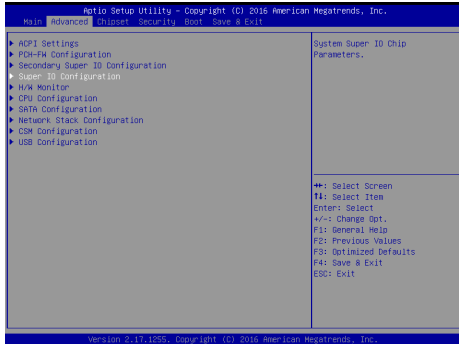 Aptio Setup Utility – Copyright (C) 2016 American Megatrends, Inc.
Main Advanced Chipset Security Boot Save & Exit
ACPI Settings
PCH-FW Configuration
Secondary Super IO Configuration
Super IO Configuration
H/W Monitor
CPU Configuration
SATA Configuration
Network Stack Configuration
CSM Configuration
USB Configuration
System Super IO Chip
Parameters.
→←: Select Screen
↑↓: Select Item
Enter: Select
+/-: Change Opt.
F1: General Help
F2: Previous Values
F3: Optimized Defaults
F4: Save & Exit
ESC: Exit
Version 2.17.1255. Copyright (C) 2016 American Megatrends, Inc.